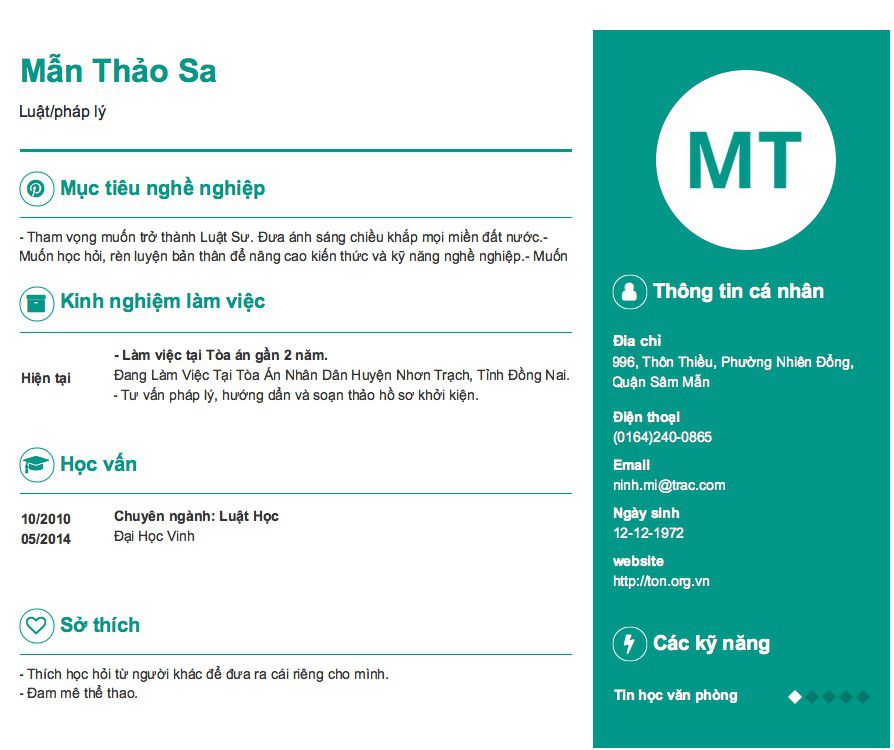 Mẫn Thảo Sa
Luật/pháp lý
Mục tiêu nghề nghiệp
- Tham vọng muốn trở thành Luật Sư. Đưa ánh sáng chiều khắp mọi miền đất nước.-
Muốn học hỏi, rèn luyện bản thân để nâng cao kiến thức và kỹ năng nghề nghiệp.- Muốn
Kinh nghiệm làm việc
Hiện tại
- Làm việc tại Tòa án gần 2 năm.
Đang Làm Việc Tại Tòa Án Nhân Dân Huyện Nhơn Trạch, Tỉnh Đồng Nai.
- Tư vấn pháp lý, hướng dẩn và soạn thảo hồ sơ khởi kiện.
Học vấn
10/2010
05/2014
Chuyên ngành: Luật Học
Đại Học Vinh
Sở thích
- Thích học hỏi từ người khác để đưa ra cái riêng cho mình.
- Đam mê thể thao.
MT
Thông tin cá nhân
Địa chỉ
996, Thôn Thiều, Phường Nhiên Đổng,
Quận Sâm Mẫn
Điện thoại
(0164)240-0865
Email
ninh.mi@trac.com
Ngày sinh
12-12-1972
website
http://ton.org.vn
Các kỹ năng
Tin học văn phòng